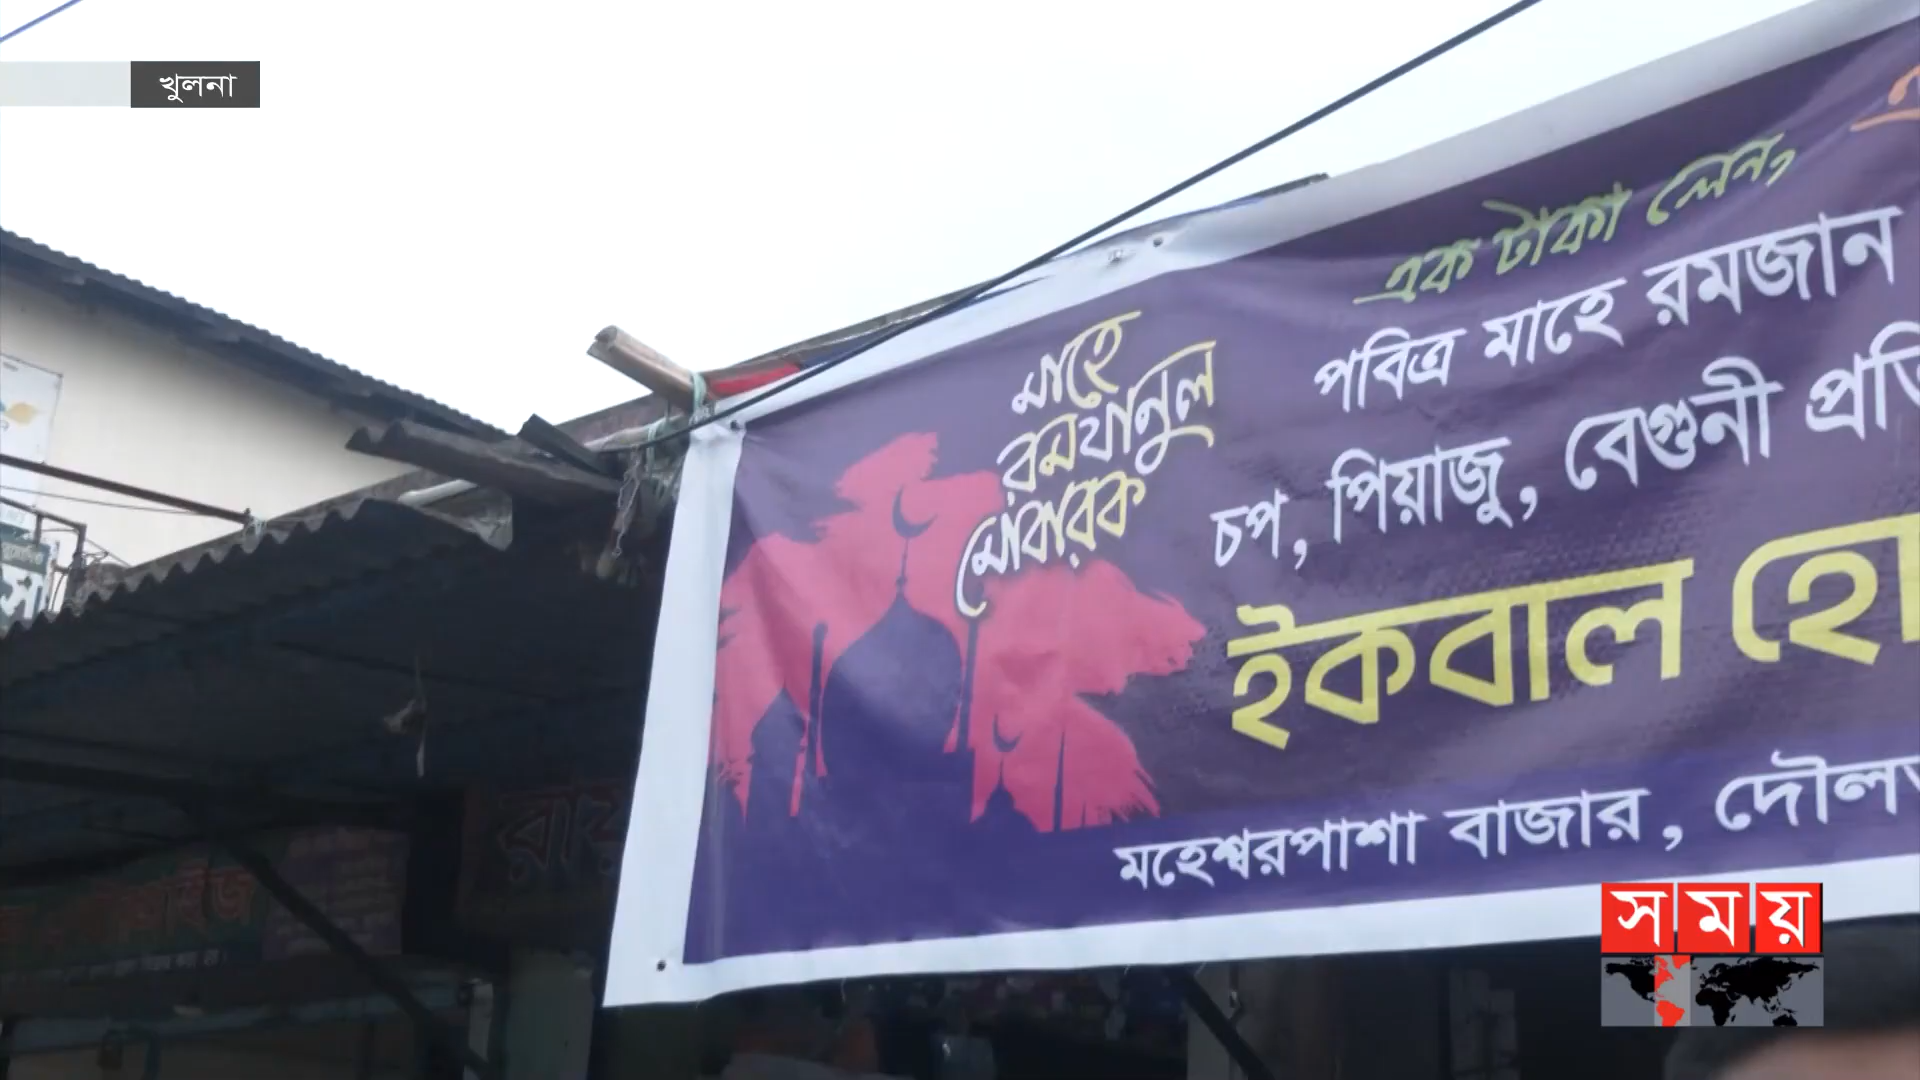 খুলনা
এক টাকা লেন,
মাহে
রমযানুল
মোবারক
পবিত্র মাহে রমজান
চপ, পিয়াজু, বেগুনী
ইকবাল
মহেশ্বরপাশা বাজার,
সময়